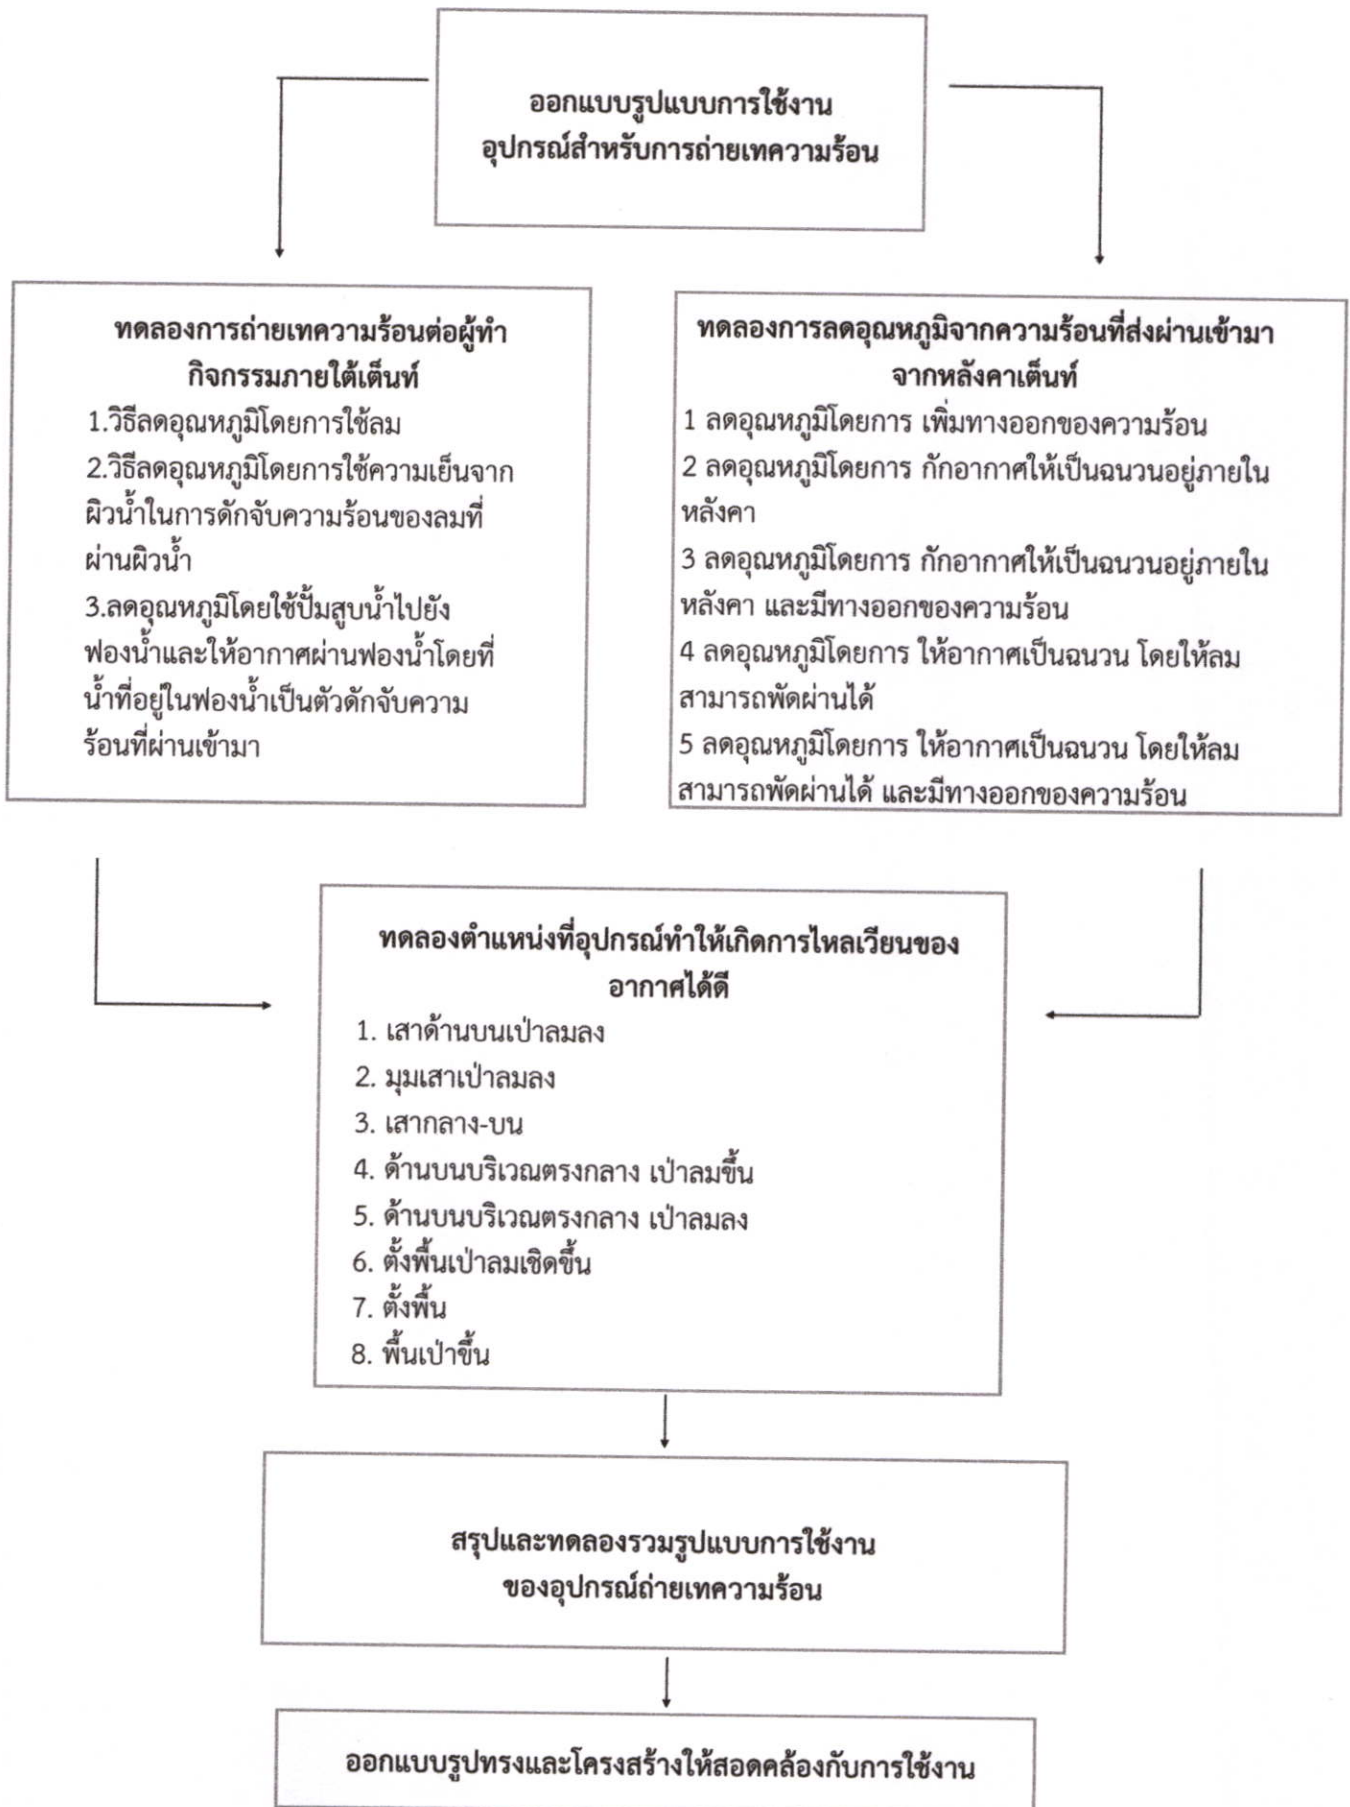 ออกแบบรูปแบบการใช้งาน
อุปกรณ์สำหรับการถ่ายเทความร้อน
ทดลองการถ่ายเทความร้อนต่อผู้ทำ
กิจกรรมภายใต้เต็นท์
1.วิธีลดอุณหภูมิโดยการใช้ลม
2.วิธีลดอุณหภูมิโดยการใช้ความเย็นจาก
ผิวน้ำในการดักจับความร้อนของลมที่
ผ่านผิวน้ำ
3.ลดอุณหภูมิโดยใช้ปั้มสูบน้ำไปยัง
ฟองน้ำและให้อากาศผ่านฟองน้ำโดยที่
น้ำที่อยู่ในฟองน้ำเป็นตัวดักจับความ
ร้อนที่ผ่านเข้ามา
ทดลองการลดอุณหภูมิจากความร้อนที่ส่งผ่านเข้ามา
จากหลังคาเต็นท์
1 ลดอุณหภูมิโดยการ เพิ่มทางออกของความร้อน
2 ลดอุณหภูมิโดยการ กักอากาศให้เป็นฉนวนอยู่ภายใน
หลังคา
3 ลดอุณหภูมิโดยการ กักอากาศให้เป็นฉนวนอยู่ภายใน
หลังคา และมีทางออกของความร้อน
4 ลดอุณหภูมิโดยการ ให้อากาศเป็นฉนวน โดยให้ลม
สามารถพัดผ่านได้
5 ลดอุณหภูมิโดยการ ให้อากาศเป็นฉนวน โดยให้ลม
สามารถพัดผ่านได้ และมีทางออกของความร้อน
ทดลองตำแหน่งที่อุปกรณ์ทำให้เกิดการไหลเวียนของ
อากาศได้ดี
1. เสาด้านบนเป่าลมลง
2. มุมเสาเป่าลมลง
3. เสากลาง-บน
4. ด้านบนบริเวณตรงกลาง เป่าลมขึ้น
5. ด้านบนบริเวณตรงกลาง เป่าลมลง
6. ตั้งพื้นเป่าลมเชิดขึ้น
7. ตั้งพื้น
8. พื้นเป่าขึ้น
สรุปและทดลองรวมรูปแบบการใช้งาน
ของอุปกรณ์ถ่ายเทความร้อน
ออกแบบรูปทรงและโครงสร้างให้สอดคล้องกับการใช้งาน